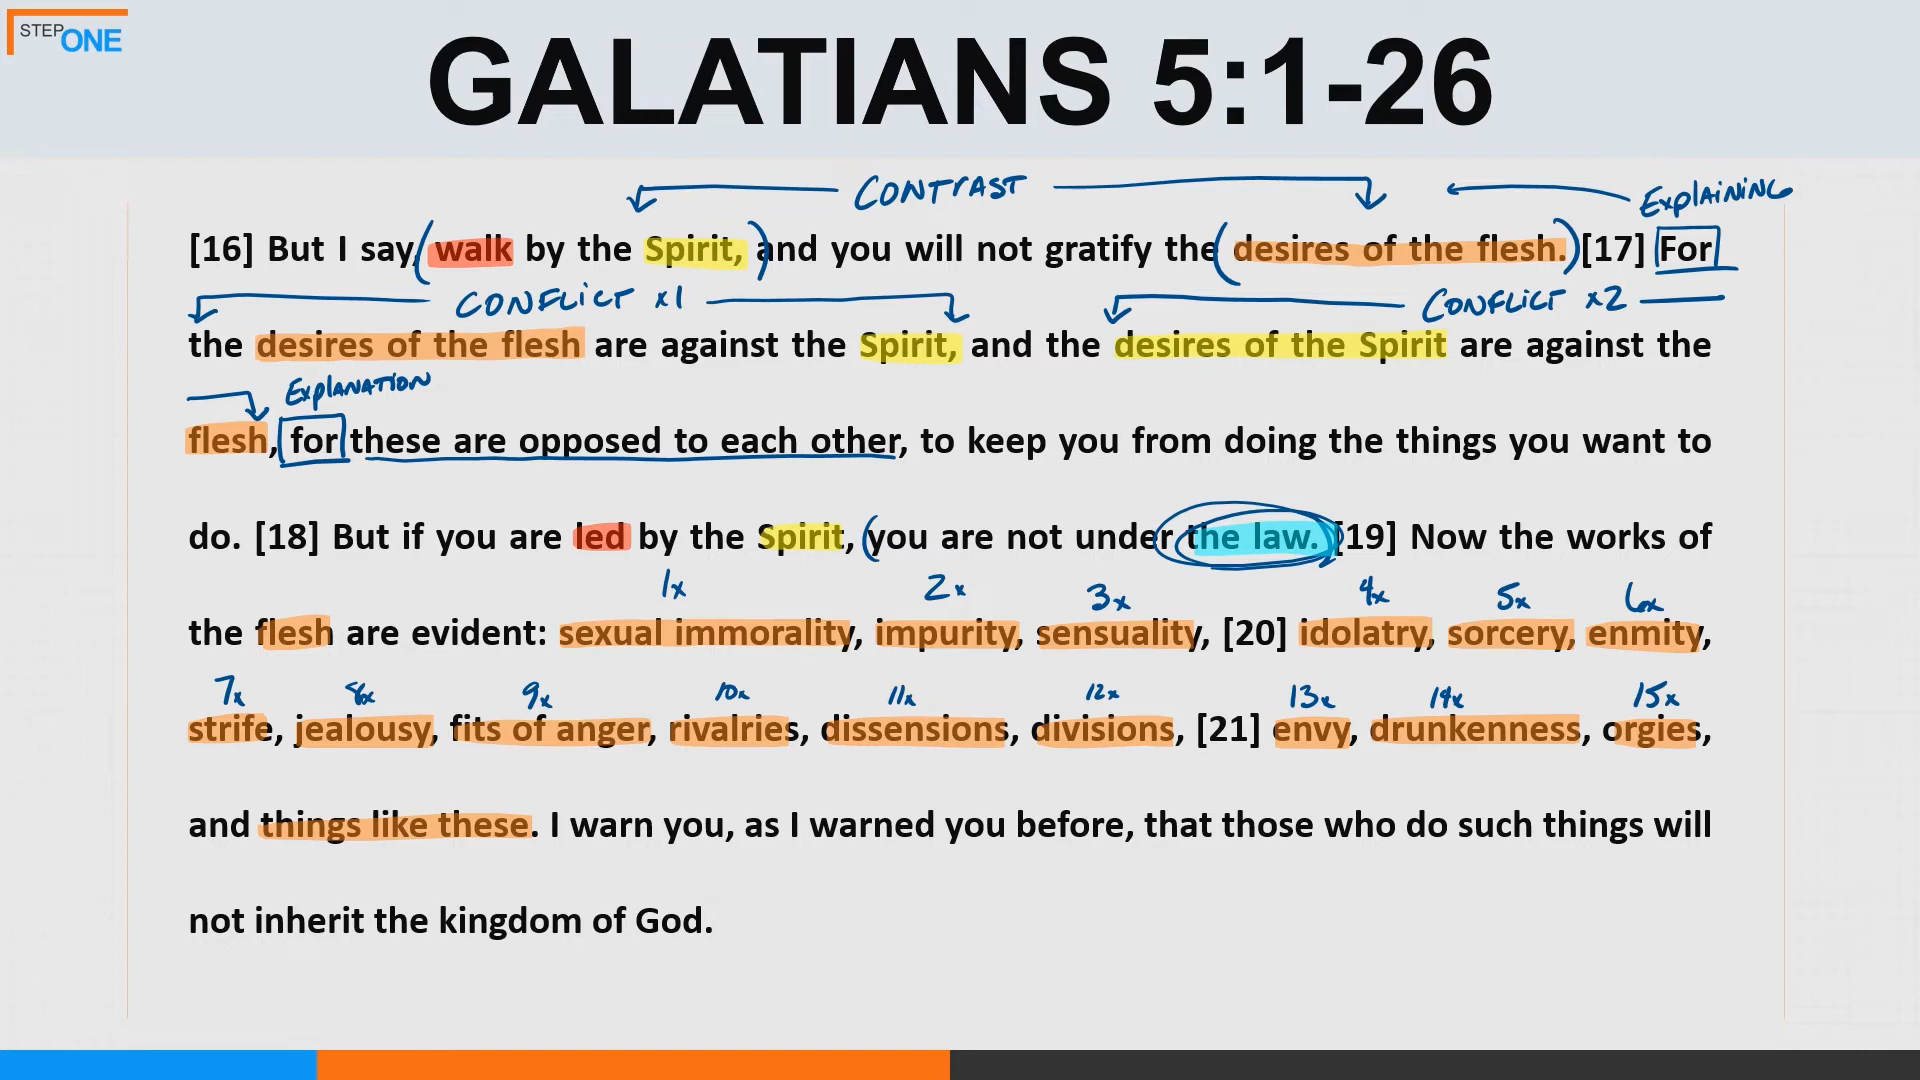 STEP
ONE
GALATIANS 5:1-26
CONTRAST
EXPLAINING
[16] But I say, walk by the Spirit, and you will not gratify the desires of the flesh. [17] For
CONFLICT x1
CONFLICT x2
the desires of the flesh are against the Spirit, and the desires of the Spirit are against the
EXPLANATION
flesh, for these are opposed to each other, to keep you from doing the things you want to
do. [18] But if you are led by the Spirit, you are not under the law. [19] Now the works of
1x 2x 3x 4x 5x 6x
the flesh are evident: sexual immorality, impurity, sensuality, [20] idolatry, sorcery, enmity,
7x 8x 9x 10x 11x 12x 13x 14x 15x
strife, jealousy, fits of anger, rivalries, dissensions, divisions, [21] envy, drunkenness, orgies,
and things like these. I warn you, as I warned you before, that those who do such things will
not inherit the kingdom of God.